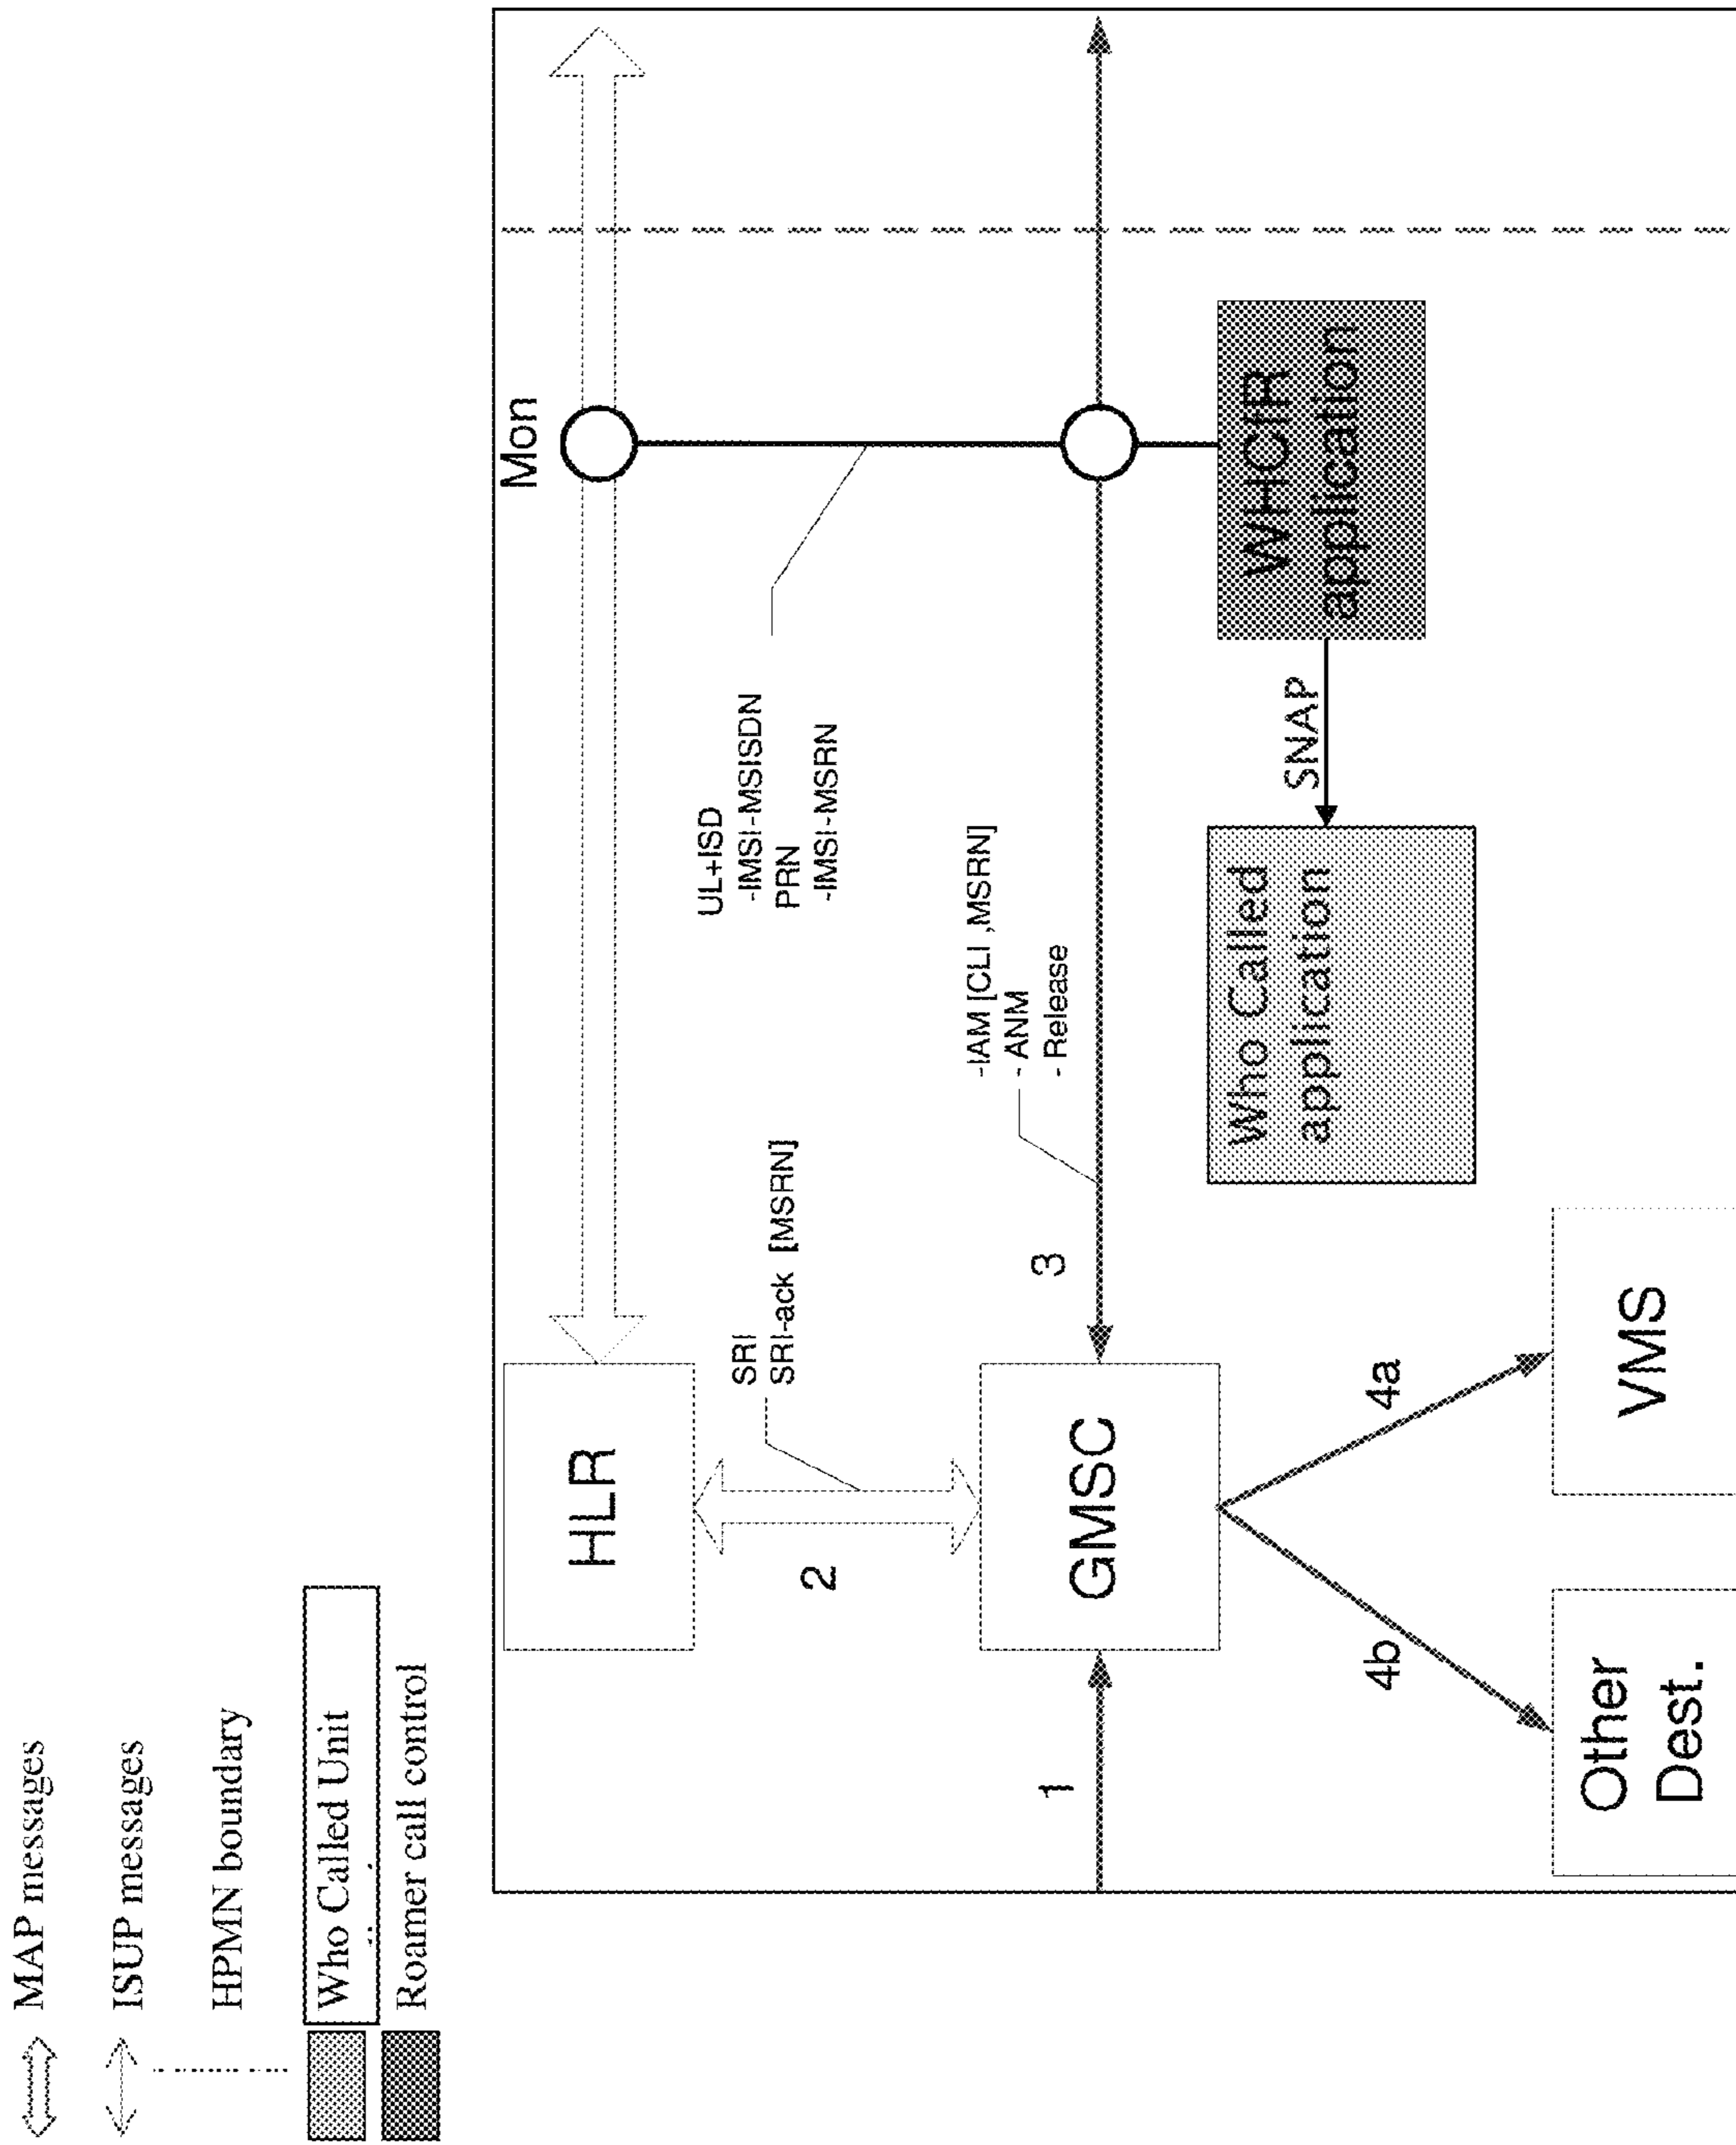 MAP messages
ISUP messages
HPMN boundary
Who Called Unit
Roamer call control
Mon
HLR
UL+ISD
-IMSI-MSISDN
PRN
-IMSI-MSRN
SRI
SRI-ack [MSRN]
2
1
GMSC
3
-IAM [CLI ,MSRN]
- ANM
- Release
4b
4a
Other
Dest.
VMS
Who Called
application
SNAP
application